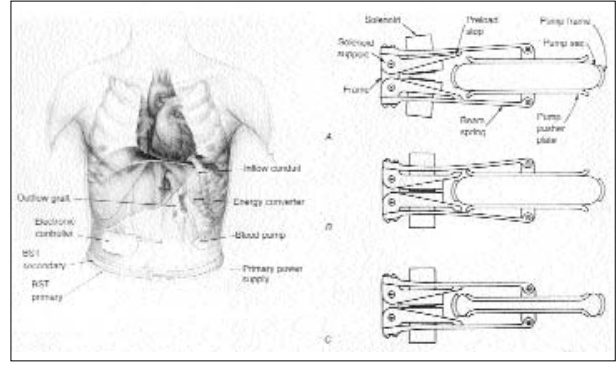 Inflow conduit
Outflow graft
Energy converter
Electronic
controller
Blood pump
BST
secondary
Primary power
supply
BST
primary
Solenoid
Preload
stop
Pump frame
Solenoid
support
Pump sac
Frame
Beam
spring
Pump
pusher
plate
A
B
C